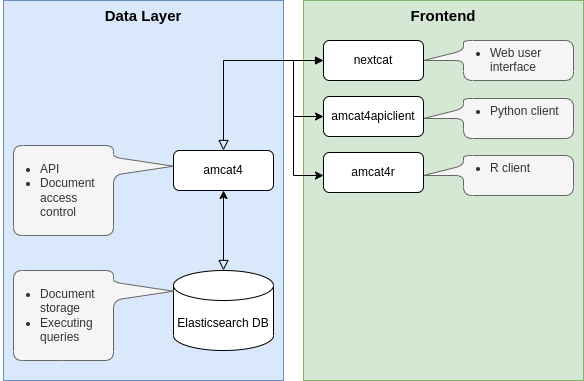 Data Layer
Frontend
nextcat
Web user
interface
amcat4apiclient
Python client
amcat4r
R client
API
Document
access
control
amcat4
Document
storage
Executing
queries
Elasticsearch DB